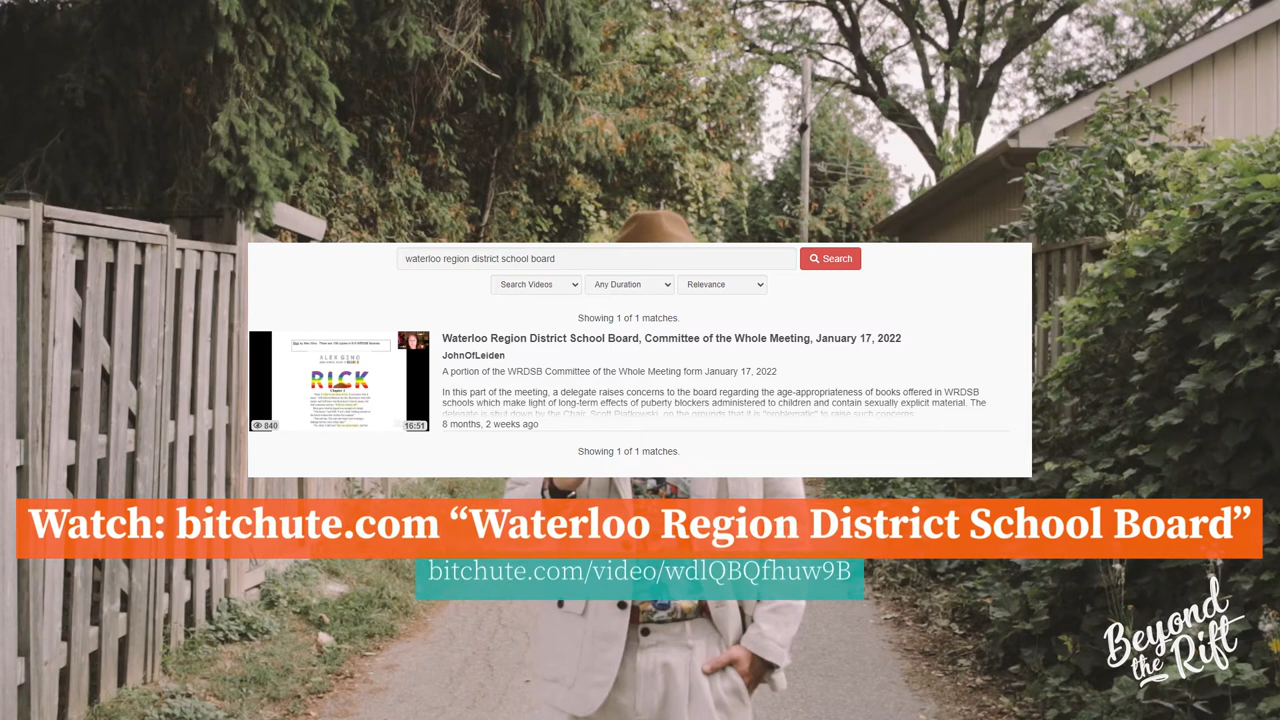 waterloo region district school board
Search
Search Videos
Any Duration
Relevance
Showing 1 of 1 matches.
ALEX GINO
RICK
Chapter 1
840
16:51
Waterloo Region District School Board, Committee of the Whole Meeting, January 17, 2022
JohnOfLeiden
A portion of the WRDSB Committee of the Whole Meeting form January 17, 2022
In this part of the meeting, a delegate raises concerns to the board regarding the age-appropriateness of books offered in WRDSB
schools which make light of long-term effects of puberty blockers administered to children and contain sexually explicit material. The
8 months, 2 weeks ago
Showing 1 of 1 matches.
Watch: bitchute.com “Waterloo Region District School Board”
bitchute.com/video/wdlQBQfhuw9B
Beyond
the Rift